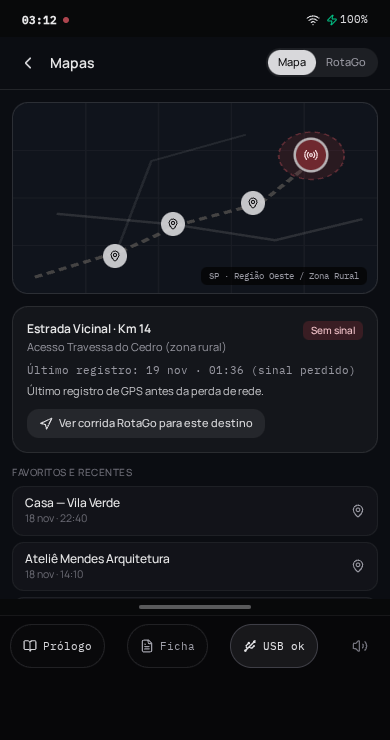 03:12
100%
Mapas
Mapa
RotaGo
SP · Região Oeste / Zona Rural
Estrada Vicinal · Km 14
Sem sinal
Acesso Travessa do Cedro (zona rural)
Último registro: 19 nov · 01:36 (sinal perdido)
Último registro de GPS antes da perda de rede.
Ver corrida RotaGo para este destino
FAVORITOS E RECENTES
Casa — Vila Verde
18 nov · 22:40
Ateliê Mendes Arquitetura
18 nov · 14:10
Prólogo
Ficha
USB ok